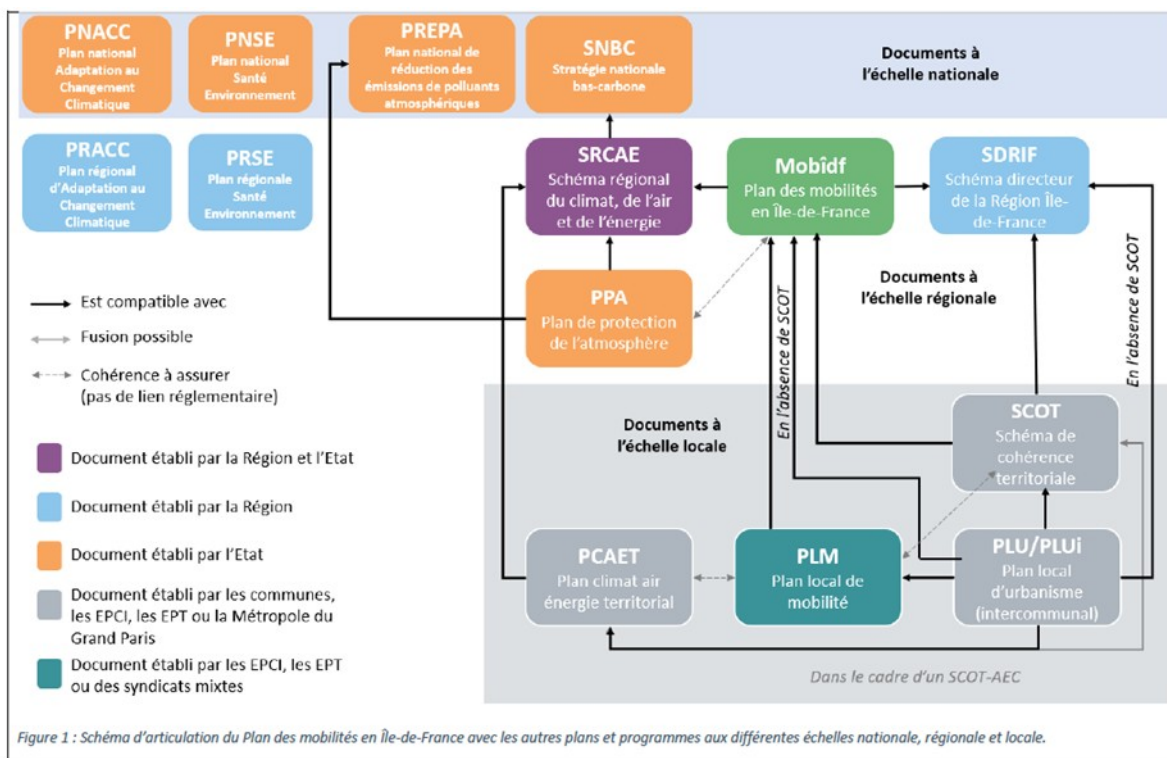 PNACC
Plan national
Adaptation au
Changement
Climatique
PNSE
Plan national
Santé
Environnement
PREPA
Plan national de
réduction des
émissions de polluants
atmosphériques
SNBC
Stratégie nationale
bas-carbone
Documents à
l'échelle nationale
PRACC
Plan régional
d'Adaptation au
Changement
Climatique
PRSE
Plan régionale
Santé
Environnement
SRCAE
Schéma régional
du climat, de l'air
et de l'énergie
Mobîdf
Plan des mobilités
en Île-de-France
SDRIF
Schéma directeur
de la Région Île-
de-France
PPA
Plan de protection
de l'atmosphère
Documents à
l'échelle régionale
En l'absence de SCOT
En l'absence de SCOT
Est compatible avec
Fusion possible
Cohérence à assurer
(pas de lien réglementaire)
Documents à
l'échelle locale
SCOT
Schéma de
cohérence
territoriale
PCAET
Plan climat air
énergie territorial
PLM
Plan local de
mobilité
PLU/PLUi
Plan local
d'urbanisme
(intercommunal)
Dans le cadre d'un SCOT-AEC
Document établi par la Région et l'Etat
Document établi par la Région
Document établi par l'Etat
Document établi par les communes,
les EPCI, les EPT ou la Métropole du
Grand Paris
Document établi par les EPCI, les EPT
ou des syndicats mixtes
Figure 1 : Schéma d'articulation du Plan des mobilités en Île-de-France avec les autres plans et programmes aux différentes échelles nationale, régionale et locale.